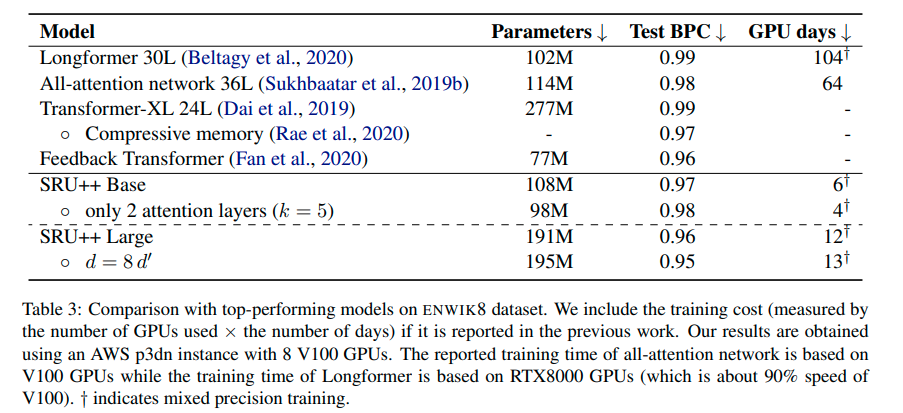 Model Parameters ↓ Test BPC ↓ GPU days ↓
Longformer 30L (Beltagy et al., 2020) 102M 0.99 104†
All-attention network 36L (Sukhbaatar et al., 2019b) 114M 0.98 64
Transformer-XL 24L (Dai et al., 2019) 277M 0.99 -
∘ Compressive memory (Rae et al., 2020) - 0.97 -
Feedback Transformer (Fan et al., 2020) 77M 0.96 -
SRU++ Base 108M 0.97 6†
∘ only 2 attention layers (k = 5) 98M 0.98 4†
SRU++ Large 191M 0.96 12†
∘ d = 8 d′ 195M 0.95 13†
Table 3: Comparison with top-performing models on ENWIK8 dataset. We include the training cost (measured by
the number of GPUs used × the number of days) if it is reported in the previous work. Our results are obtained
using an AWS p3dn instance with 8 V100 GPUs. The reported training time of all-attention network is based on
V100 GPUs while the training time of Longformer is based on RTX8000 GPUs (which is about 90% speed of
V100). † indicates mixed precision training.